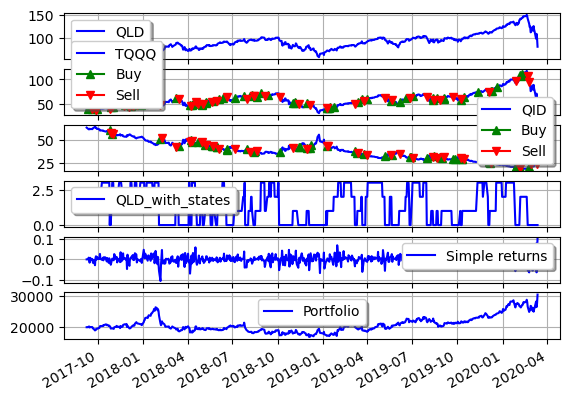 150
100
QLD
100
50
TQQQ
Buy
Sell
50
25
QID
Buy
Sell
2.5
0.0
QLD_with_states
0.1
0.0
−0.1
Simple returns
30000
20000
Portfolio
2017-10
2018-01
2018-04
2018-07
2018-10
2019-01
2019-04
2019-07
2019-10
2020-01
2020-04